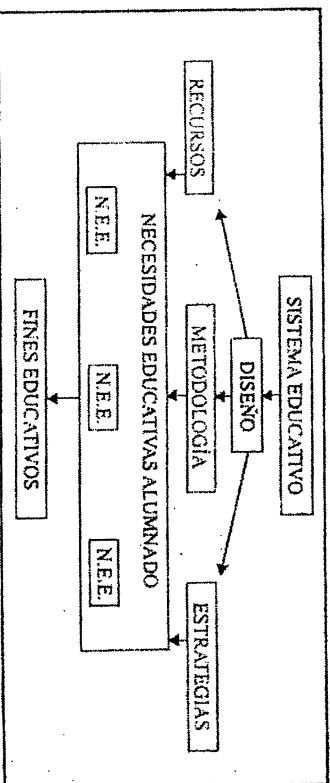 SISTEMA EDUCATIVO
DISEÑO
RECURSOS
METODOLOGÍA
ESTRATEGIAS
NECESIDADES EDUCATIVAS ALUMNADO
N.E.E.
N.E.E.
N.E.E.
FINES EDUCATIVOS